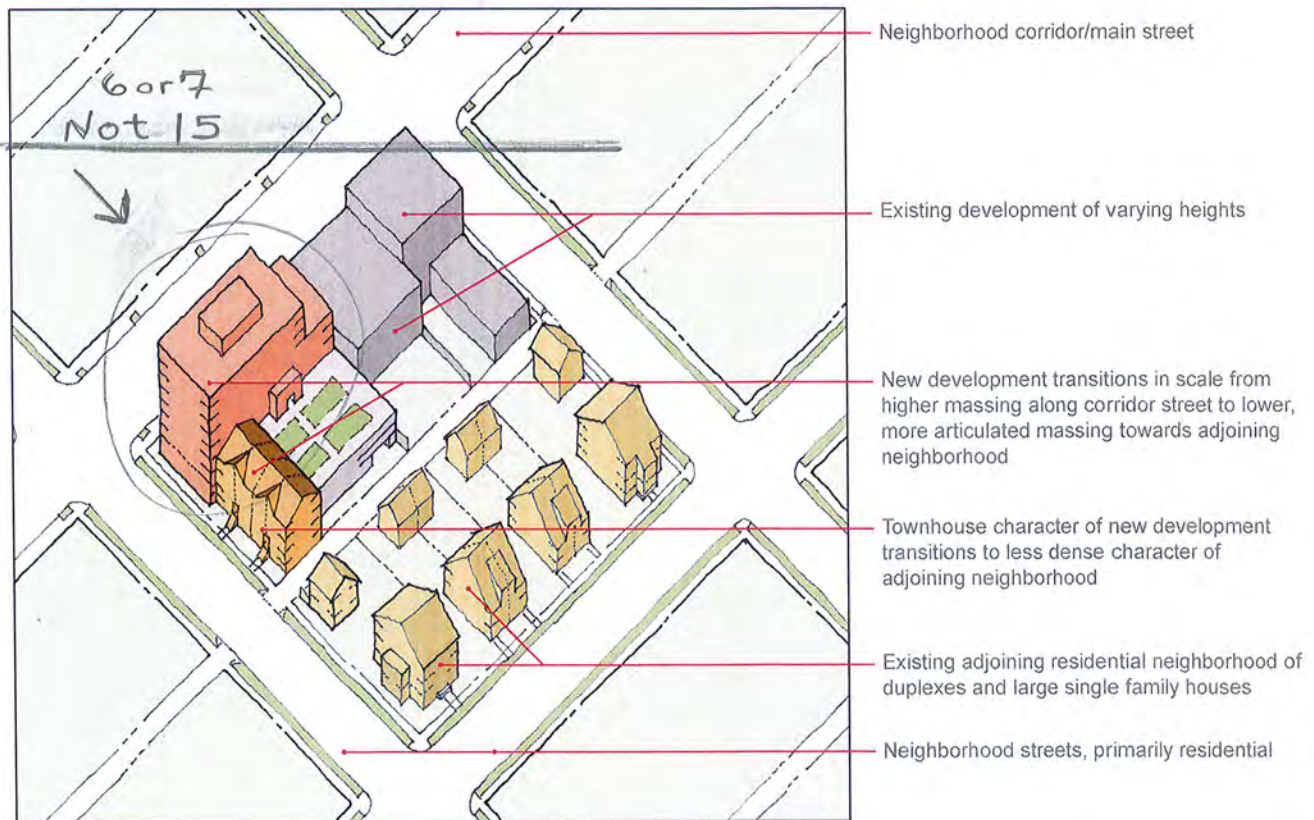 6 or 7
Not 15
Neighborhood corridor/main street
Existing development of varying heights
New development transitions in scale from
higher massing along corridor street to lower,
more articulated massing towards adjoining
neighborhood
Townhouse character of new development
transitions to less dense character of
adjoining neighborhood
Existing adjoining residential neighborhood of
duplexes and large single family houses
Neighborhood streets, primarily residential